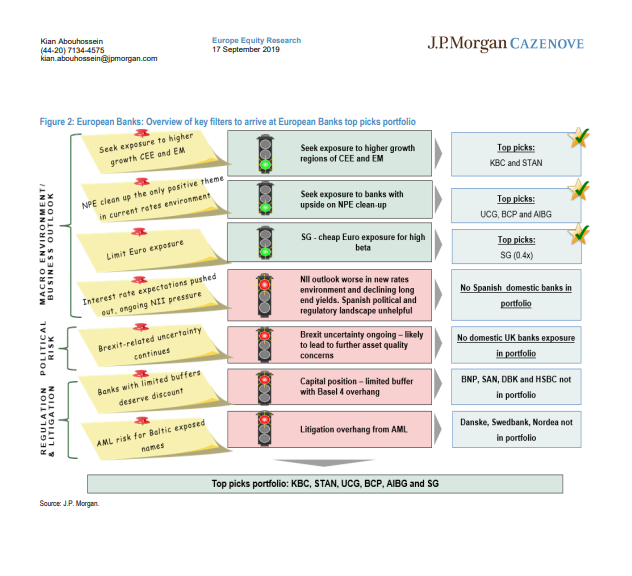 Kian Abouhossein
(44-20) 7134-4575
kian.abouhossein@jpmorgan.com
Europe Equity Research
17 September 2019
J.P.Morgan CAZENOVE
Figure 2: European Banks: Overview of key filters to arrive at European Banks top picks portfolio
MACRO ENVIRONMENT/
BUSINESS OUTLOOK
Seek exposure to higher
growth CEE and EM
Seek exposure to higher growth
regions of CEE and EM
Top picks:
KBC and STAN
NPE clean up the only positive theme
in current rates environment
Seek exposure to banks with
upside on NPE clean-up
Top picks:
UCG, BCP and AIBG
Limit Euro exposure
SG - cheap Euro exposure for high
beta
Top picks:
SG (0.4x)
Interest rate expectations pushed
out, ongoing NII pressure
NII outlook worse in new rates
environment and declining long
end yields. Spanish political and
regulatory landscape unhelpful
No Spanish domestic banks in
portfolio
POLITICAL
RISK
Brexit-related uncertainty
continues
Brexit uncertainty ongoing – likely
to lead to further asset quality
concerns
No domestic UK banks exposure
in portfolio
REGULATION
& LITIGATION
Banks with limited buffers
deserve discount
Capital position – limited buffer
with Basel 4 overhang
BNP, SAN, DBK and HSBC not
in portfolio
AML risk for Baltic exposed
names
Litigation overhang from AML
Danske, Swedbank, Nordea not
in portfolio
Top picks portfolio: KBC, STAN, UCG, BCP, AIBG and SG
Source: J.P. Morgan.